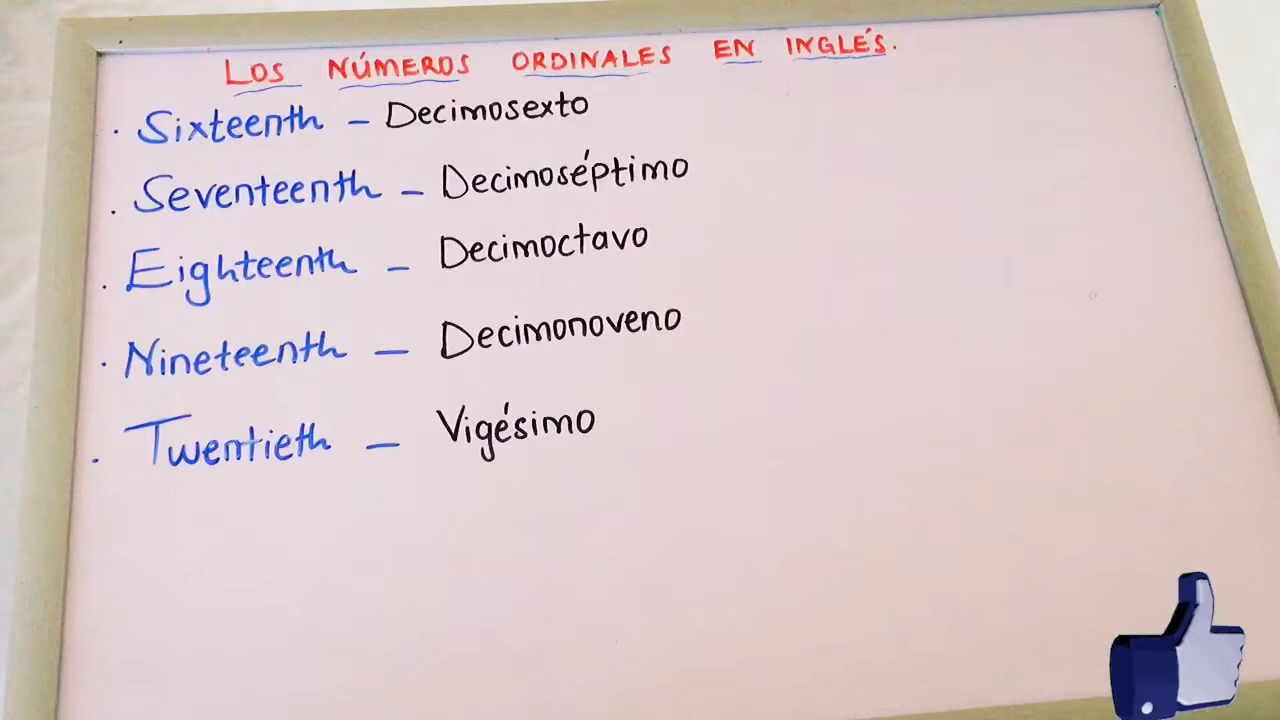 LOS NÚMEROS ORDINALES EN INGLÉS.
. Sixteenth - Decimosexto
. Seventeenth - Decimoséptimo
. Eighteenth - Decimoctavo
. Nineteenth - Decimonoveno
. Twentieth - Vigésimo